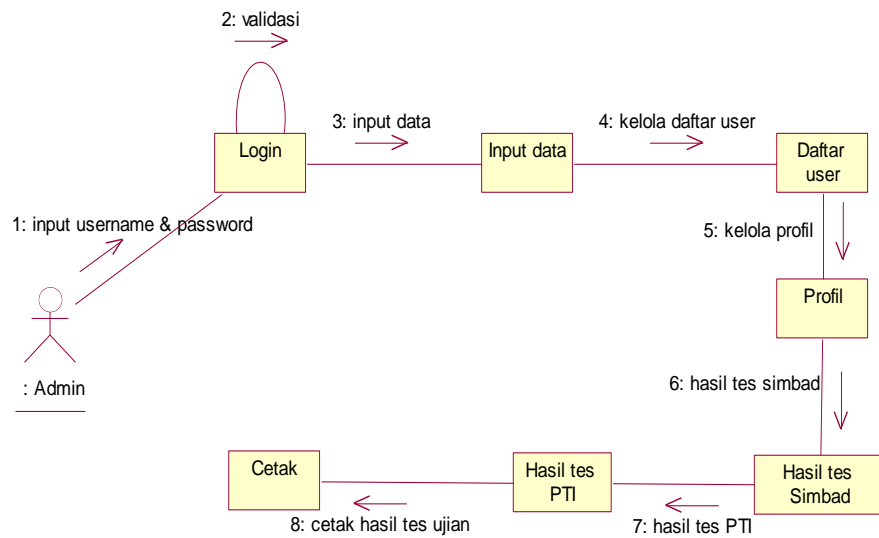 2: validasi
3: input data
4: kelola daftar user
Login
Input data
Daftar
user
1: input username & password
5: kelola profil
Profil
: Admin
6: hasil tes simbad
Cetak
Hasil tes
PTI
Hasil tes
Simbad
8: cetak hasil tes ujian
7: hasil tes PTI